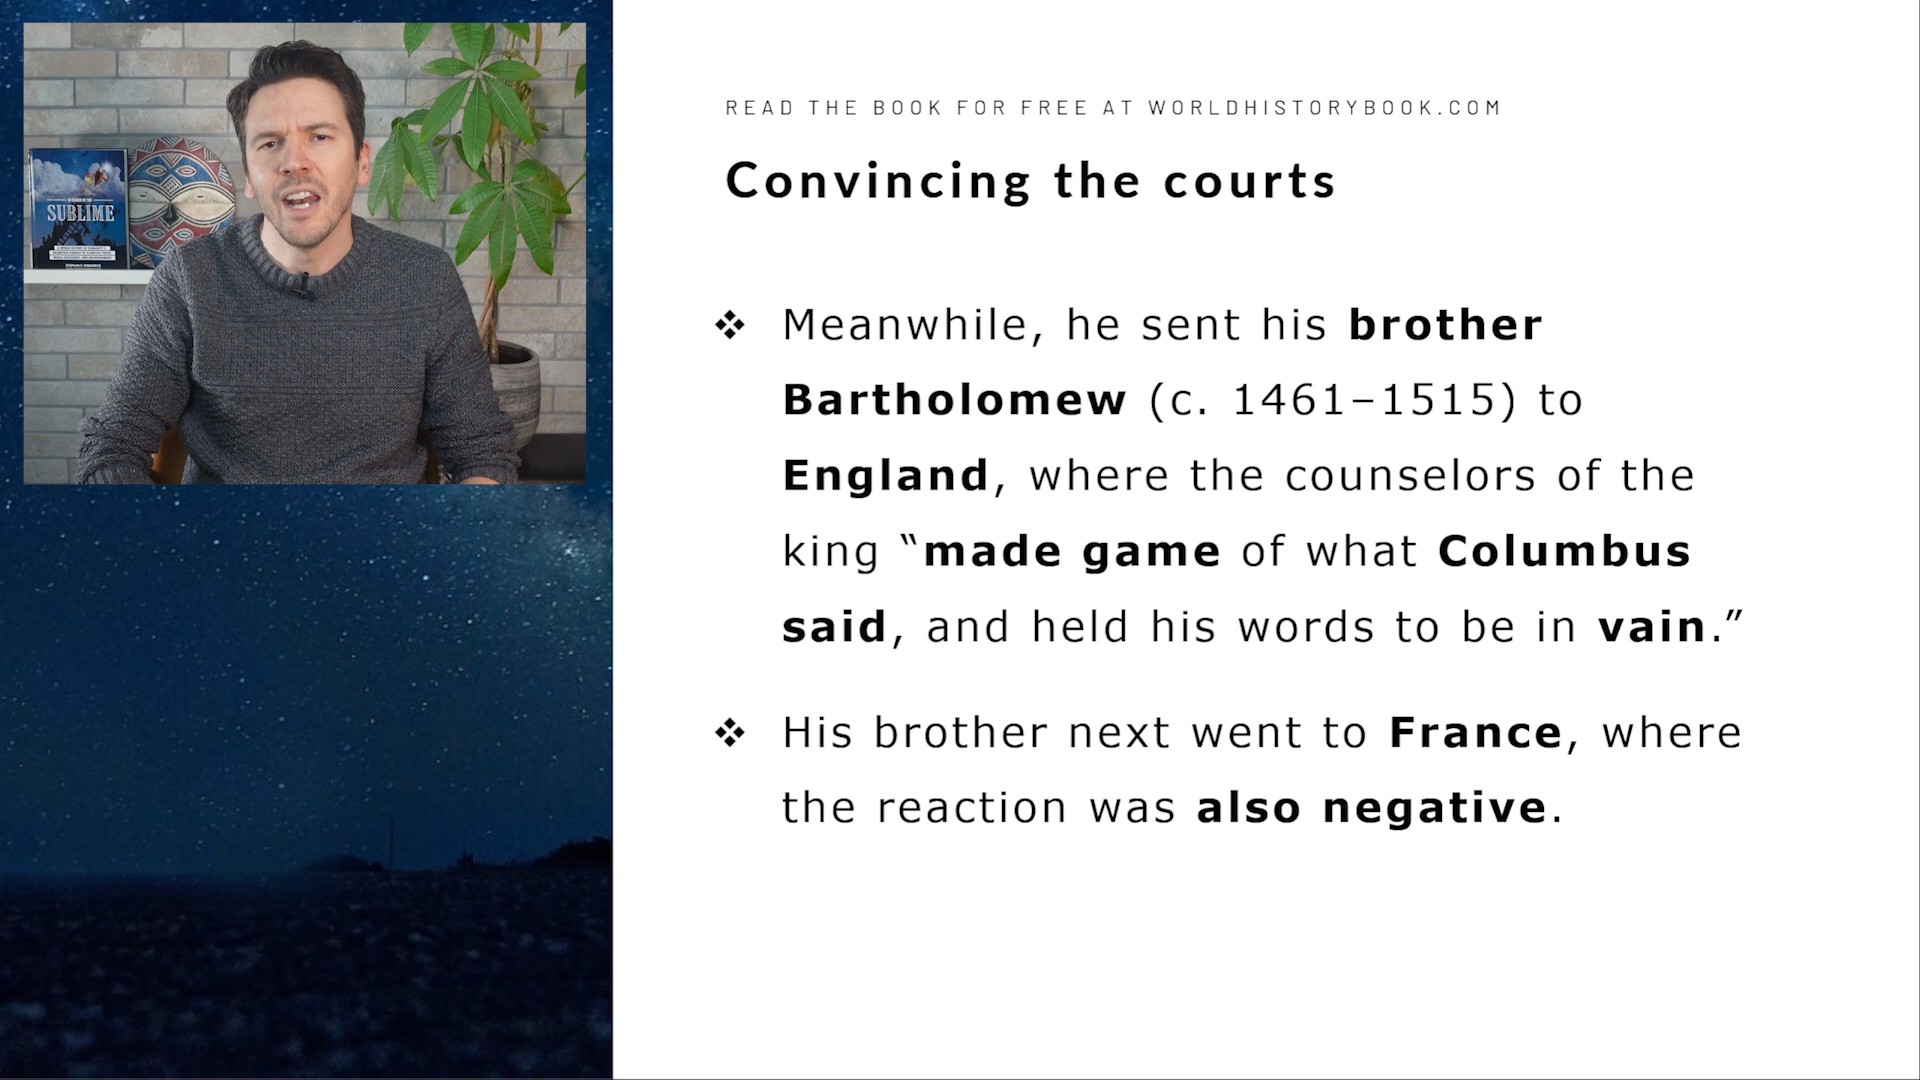 READ THE BOOK FOR FREE AT WORLDHISTORYBOOK.COM
Convincing the courts
❖ Meanwhile, he sent his brother
Bartholomew (c. 1461–1515) to
England, where the counselors of the
king “made game of what Columbus
said, and held his words to be in vain.”
❖ His brother next went to France, where
the reaction was also negative.
SUBLIME